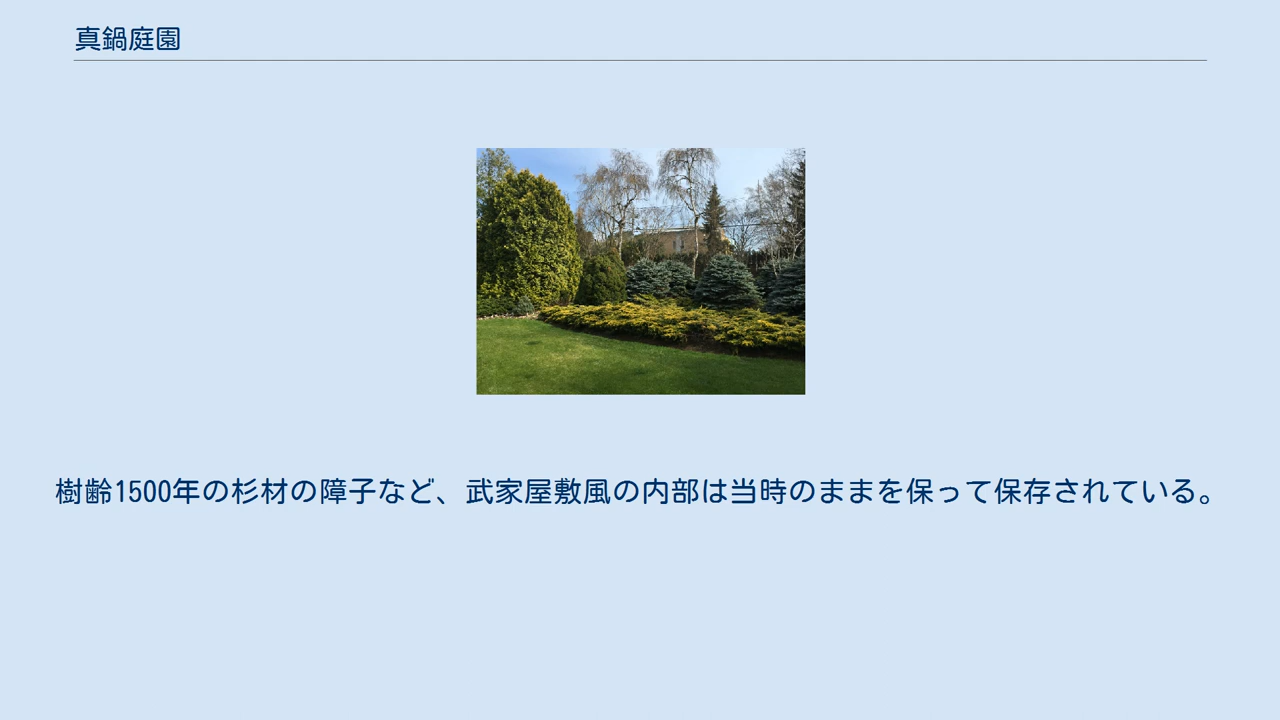 真鍋庭園
樹齢1500年の杉材の障子など、武家屋敷風の内部は当時のままを保って保存されている。